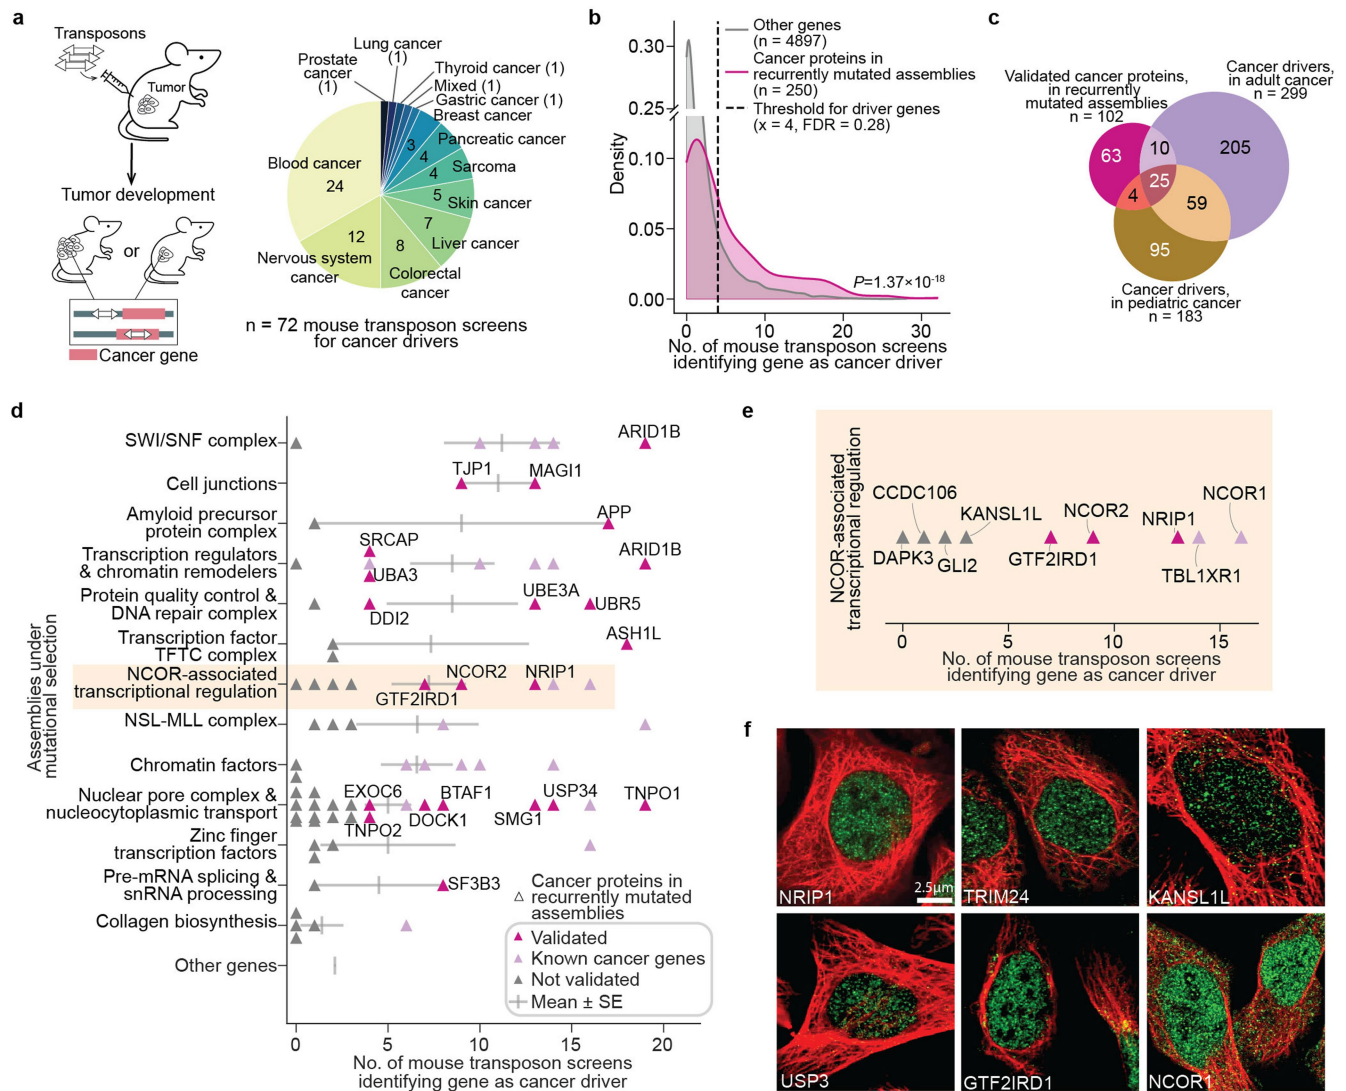 a
Transposons
Tumor
Tumor development
or
Cancer gene
Lung cancer
(1)
Prostate
cancer
(1)
Thyroid cancer (1)
Mixed (1)
Gastric cancer (1)
Breast cancer
3
Pancreatic cancer
4
Sarcoma
4
Skin cancer
5
Liver cancer
7
Colorectal
cancer
8
Nervous system
cancer
12
Blood cancer
24
n = 72 mouse transposon screens
for cancer drivers
b
Density
0.30
0.25
0.10
0.05
0.00
0
10
20
30
No. of mouse transposon screens
identifying gene as cancer driver
Other genes
(n = 4897)
Cancer proteins in
recurrently mutated assemblies
(n = 250)
Threshold for driver genes
(x = 4, FDR = 0.28)
P=1.37×10⁻¹⁸
c
Validated cancer proteins,
in recurrently
mutated assemblies
n = 102
Cancer drivers,
in adult cancer
n = 299
63
10
205
25
4
59
95
Cancer drivers,
in pediatric cancer
n = 183
d
Assemblies under
mutational selection
SWI/SNF complex
ARID1B
Cell junctions
TJP1
MAGI1
Amyloid precursor
protein complex
APP
Transcription regulators
& chromatin remodelers
SRCAP
UBA3
ARID1B
Protein quality control &
DNA repair complex
DDI2
UBE3A
UBR5
Transcription factor
TFTC complex
ASH1L
NCOR-associated
transcriptional regulation
GTF2IRD1
NCOR2
NRIP1
NSL-MLL complex
Chromatin factors
Nuclear pore complex &
nucleocytoplasmic transport
EXOC6
TNPO2
DOCK1
BTAF1
SMG1
USP34
TNPO1
Zinc finger
transcription factors
Pre-mRNA splicing &
snRNA processing
SF3B3
Collagen biosynthesis
Other genes
Cancer proteins in
recurrently mutated
assemblies
Validated
Known cancer genes
Not validated
Mean ± SE
0
5
10
15
20
No. of mouse transposon screens
identifying gene as cancer driver
e
NCOR-associated
transcriptional regulation
CCDC106
DAPK3
GLI2
KANSL1L
GTF2IRD1
NCOR2
NRIP1
TBL1XR1
NCOR1
0
5
10
15
No. of mouse transposon screens
identifying gene as cancer driver
f
NRIP1
2.5µm
TRIM24
KANSL1L
USP3
GTF2IRD1
NCOR1